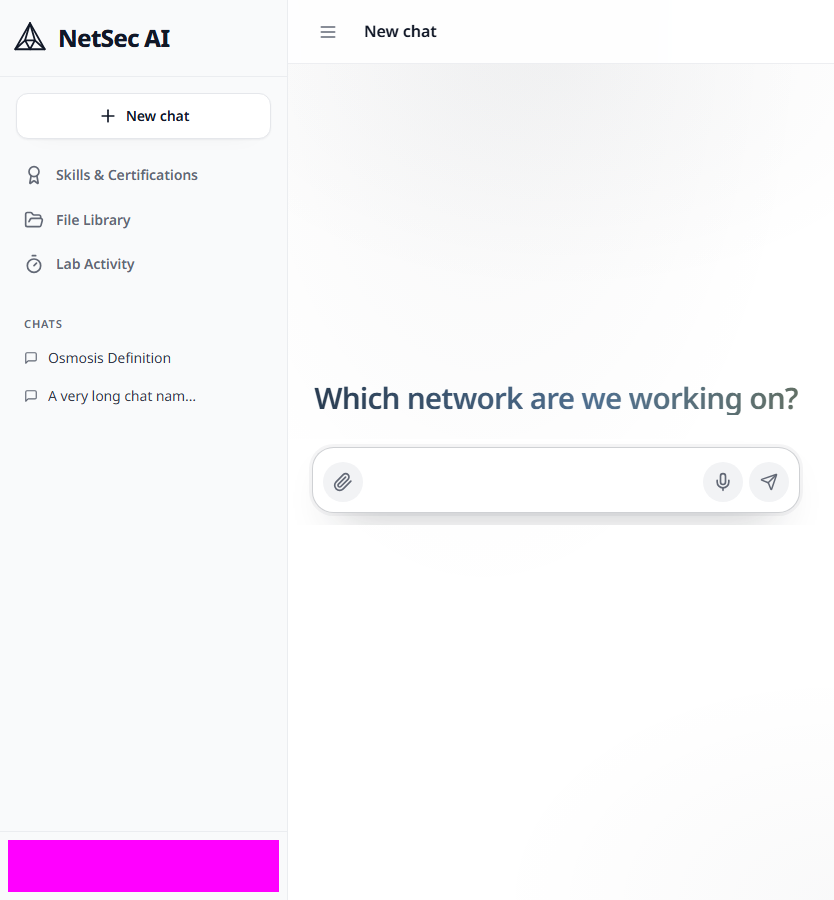 NetSec AI
New chat
New chat
Skills & Certifications
File Library
Lab Activity
CHATS
Osmosis Definition
A very long chat nam...
Which network are we working on?